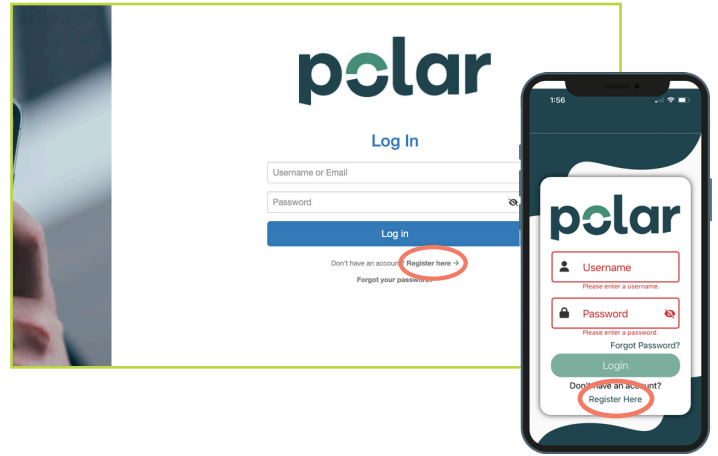 polar
Log In
Username or Email
Password
Log in
Don't have an account? Register here →
Forgot your password?
1:56
polar
Username
Please enter a username.
Password
Please enter a password.
Forgot Password?
Login
Don't have an account?
Register Here